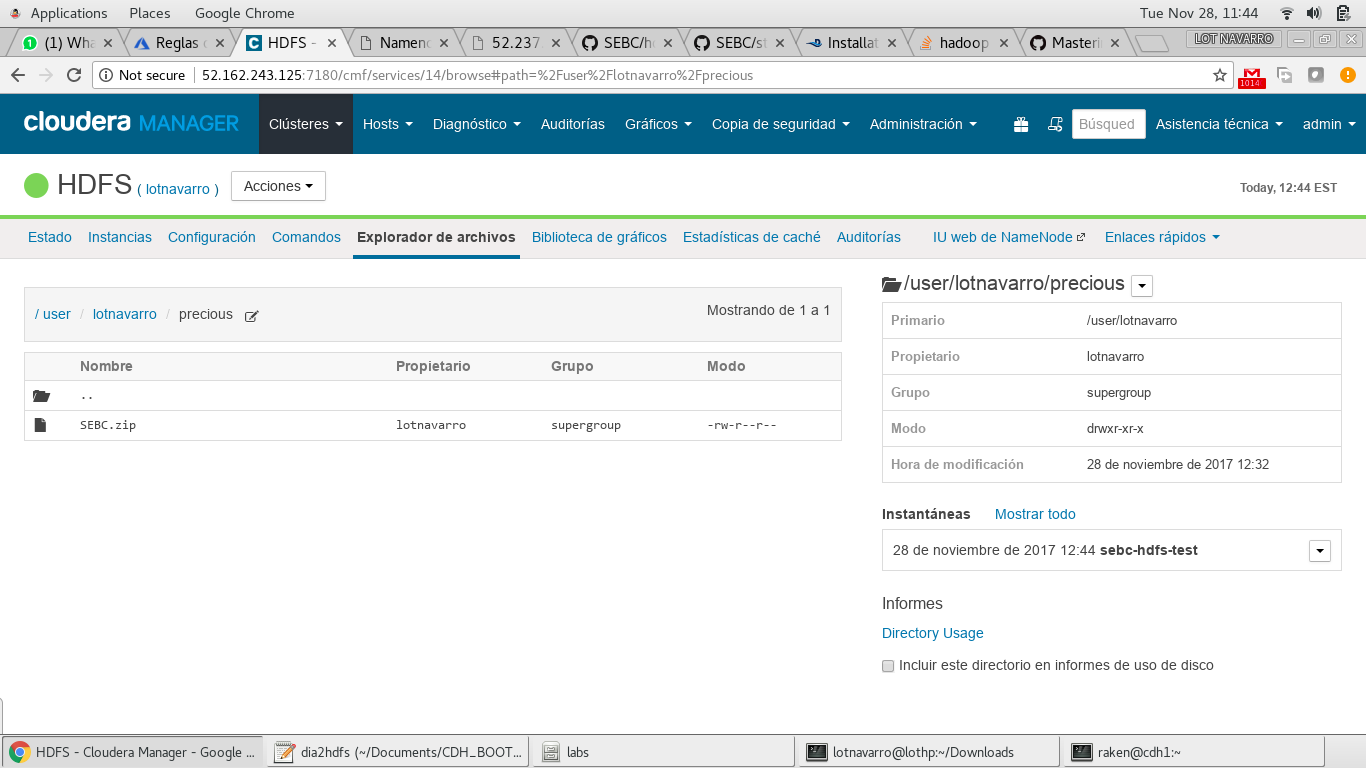 Applications Places Google Chrome Tue Nov 28, 11:44
(1) Wha Reglas HDFS - Namenc 52.237. SEBC/h SEBC/st Installat hadoop Masteri LOT NAVARRO
Not secure 52.162.243.125:7180/cmf/services/14/browse#path=%2Fuser%2Flotnavarro%2Fprecious 1014
cloudera MANAGER Clústeres Hosts Diagnóstico Auditorías Gráficos Copia de seguridad Administración Búsqued Asistencia técnica admin
HDFS ( lotnavarro ) Acciones Today, 12:44 EST
Estado Instancias Configuración Comandos Explorador de archivos Biblioteca de gráficos Estadísticas de caché Auditorías IU web de NameNode Enlaces rápidos
/ user / lotnavarro / precious Mostrando de 1 a 1
Nombre Propietario Grupo Modo
..
SEBC.zip lotnavarro supergroup -rw-r--r--
/user/lotnavarro/precious
Primario /user/lotnavarro
Propietario lotnavarro
Grupo supergroup
Modo drwxr-xr-x
Hora de modificación 28 de noviembre de 2017 12:32
Instantáneas Mostrar todo
28 de noviembre de 2017 12:44 sebc-hdfs-test
Informes
Directory Usage
Incluir este directorio en informes de uso de disco
HDFS - Cloudera Manager - Google ... dia2hdfs (~/Documents/CDH_BOOT... labs lotnavarro@lothp:~/Downloads raken@cdh1:~